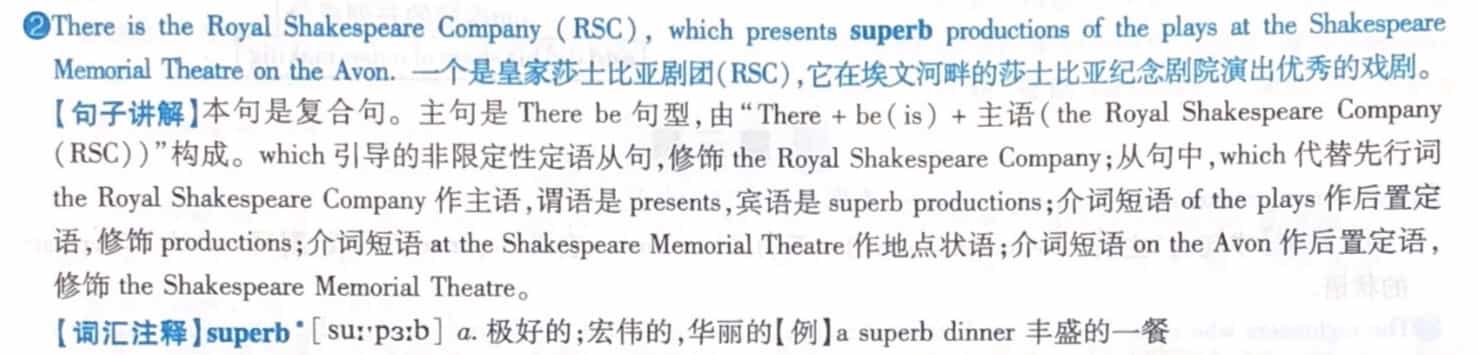 ❷There is the Royal Shakespeare Company (RSC), which presents superb productions of the plays at the Shakespeare
Memorial Theatre on the Avon. 一个是皇家莎士比亚剧团(RSC),它在埃文河畔的莎士比亚纪念剧院演出优秀的戏剧。
【句子讲解】本句是复合句。主句是 There be 句型,由“There + be(is) + 主语(the Royal Shakespeare Company
(RSC))”构成。which 引导的非限定性定语从句,修饰 the Royal Shakespeare Company;从句中,which 代替先行词
the Royal Shakespeare Company 作主语,谓语是 presents,宾语是 superb productions;介词短语 of the plays 作后置定
语,修饰 productions;介词短语 at the Shakespeare Memorial Theatre 作地点状语;介词短语 on the Avon 作后置定语,
修饰 the Shakespeare Memorial Theatre。
【词汇注释】superb* [suːˈpɜːb] a. 极好的;宏伟的,华丽的【例】a superb dinner 丰盛的一餐